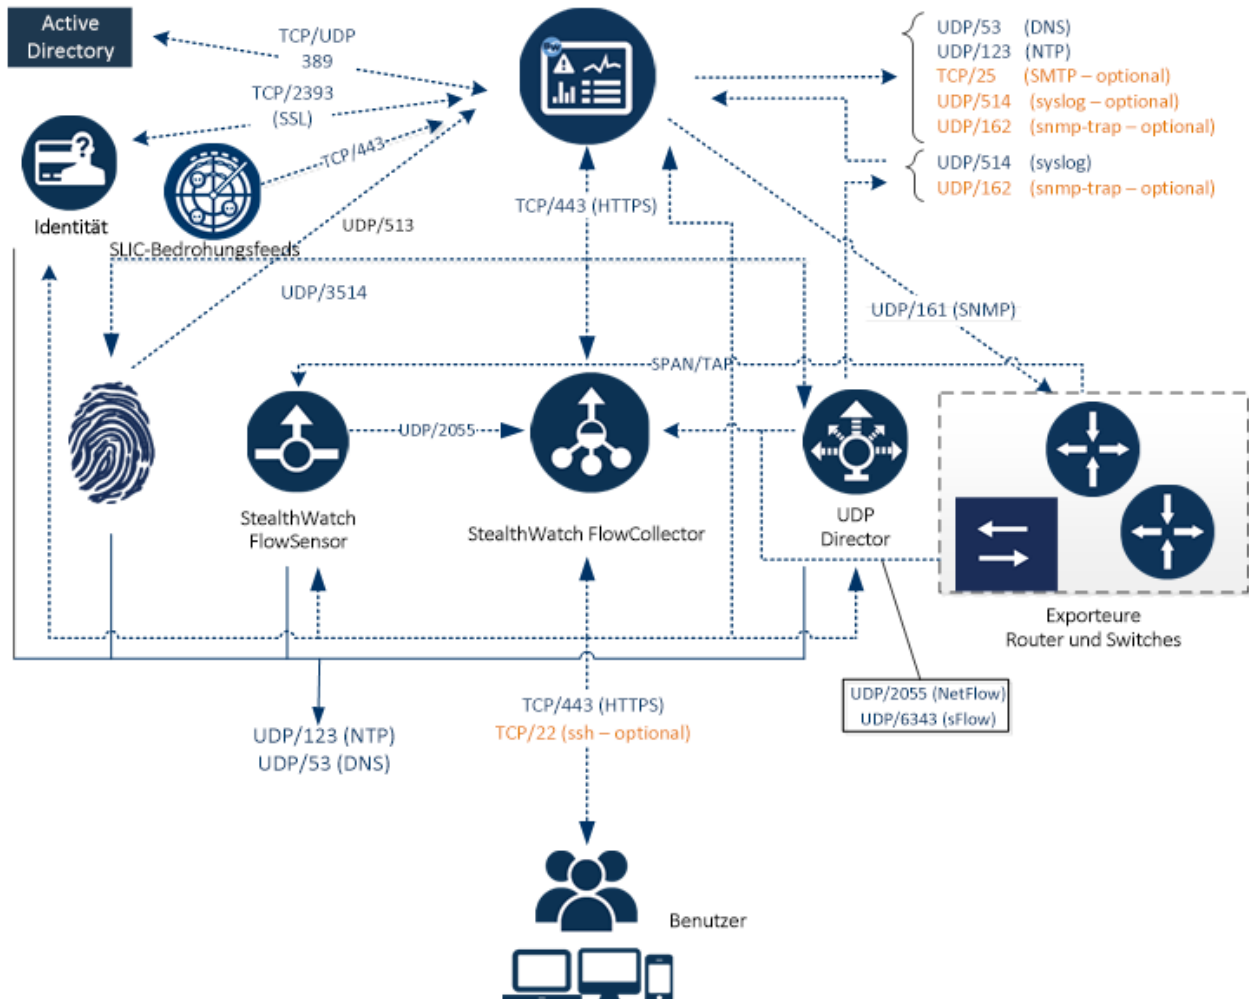 Active
Directory
TCP/UDP
389
TCP/2393
(SSL)
TCP/443
Identität
SLIC-Bedrohungsfeeds
UDP/513
UDP/3514
TCP/443 (HTTPS)
UDP/53 (DNS)
UDP/123 (NTP)
TCP/25 (SMTP – optional)
UDP/514 (syslog – optional)
UDP/162 (snmp-trap – optional)
UDP/514 (syslog)
UDP/162 (snmp-trap – optional)
UDP/161 (SNMP)
SPAN/TAP
UDP/2055
StealthWatch
FlowSensor
StealthWatch FlowCollector
UDP
Director
Exporteure
Router und Switches
UDP/2055 (NetFlow)
UDP/6343 (sFlow)
TCP/443 (HTTPS)
TCP/22 (ssh – optional)
UDP/123 (NTP)
UDP/53 (DNS)
Benutzer